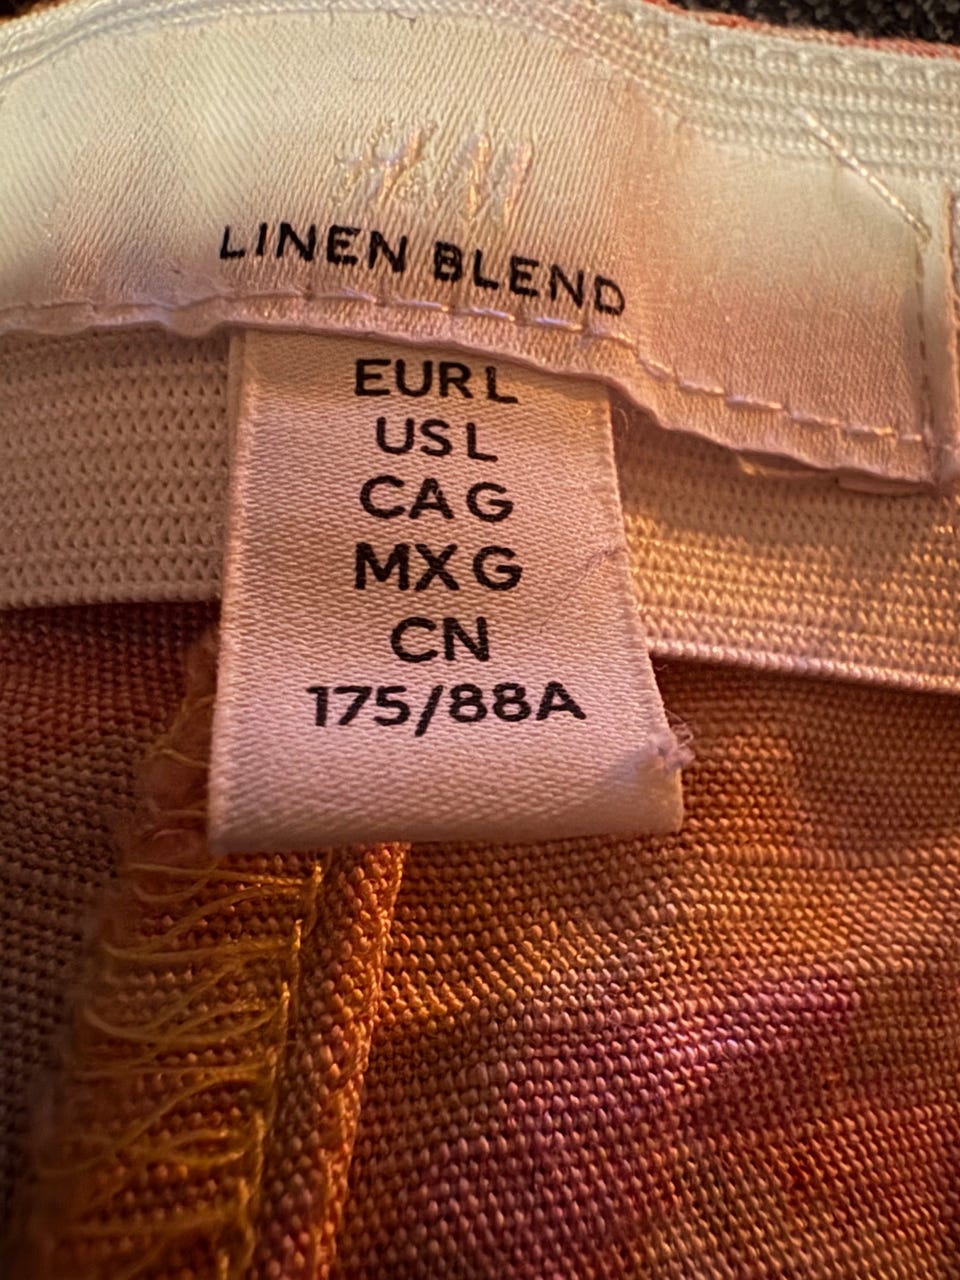 H&M
LINEN BLEND
EUR L
US L
CA G
MX G
CN
175/88A